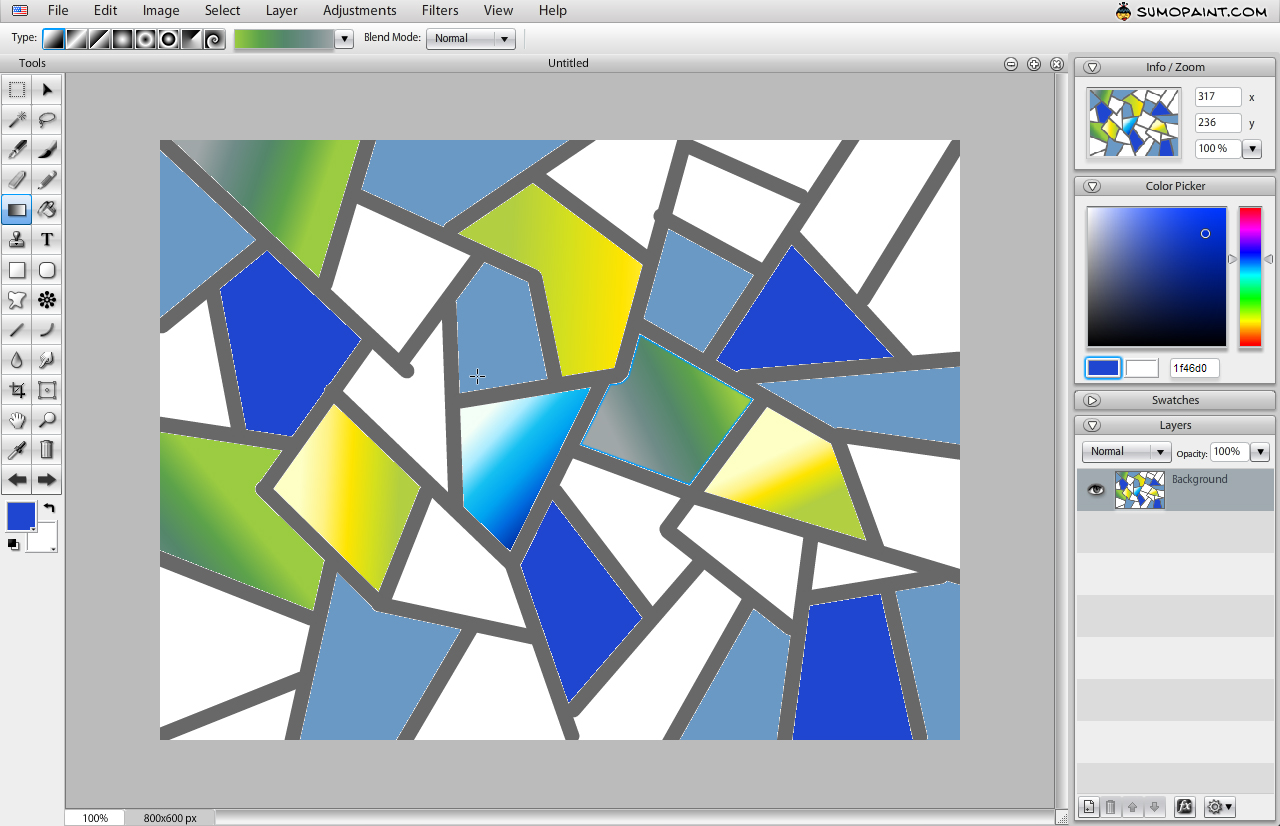 File Edit Image Select Layer Adjustments Filters View Help SUMOPAINT.COM
Type: Blend Mode: Normal
Tools Untitled
Info / Zoom
317 x
236 y
100 %
Color Picker
1f46d0
Swatches
Layers
Normal Opacity: 100%
Background
T
100% 800x600 px